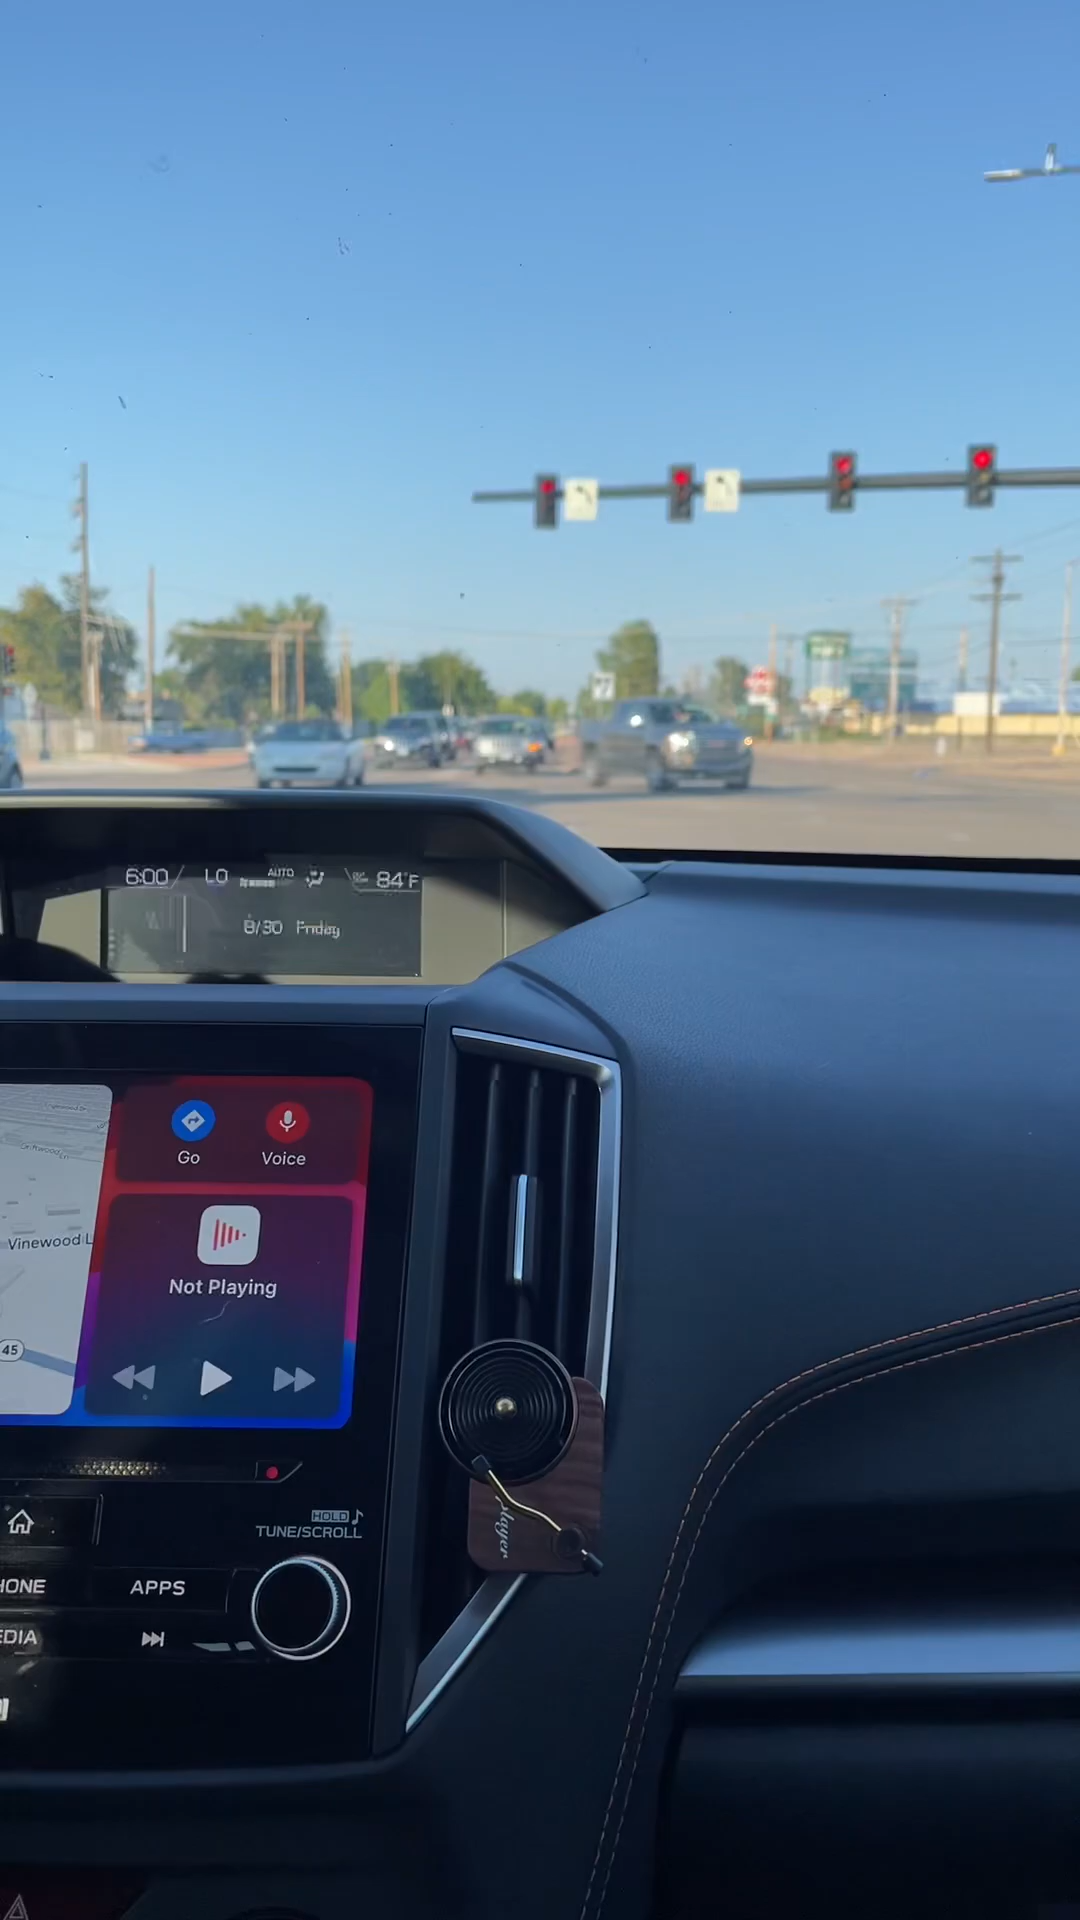 6:00 LO AUTO 84°F
8/30 Friday
Go Voice
Vinewood L
Not Playing
45
HOLD
TUNE/SCROLL
HONE APPS
EDIA
player